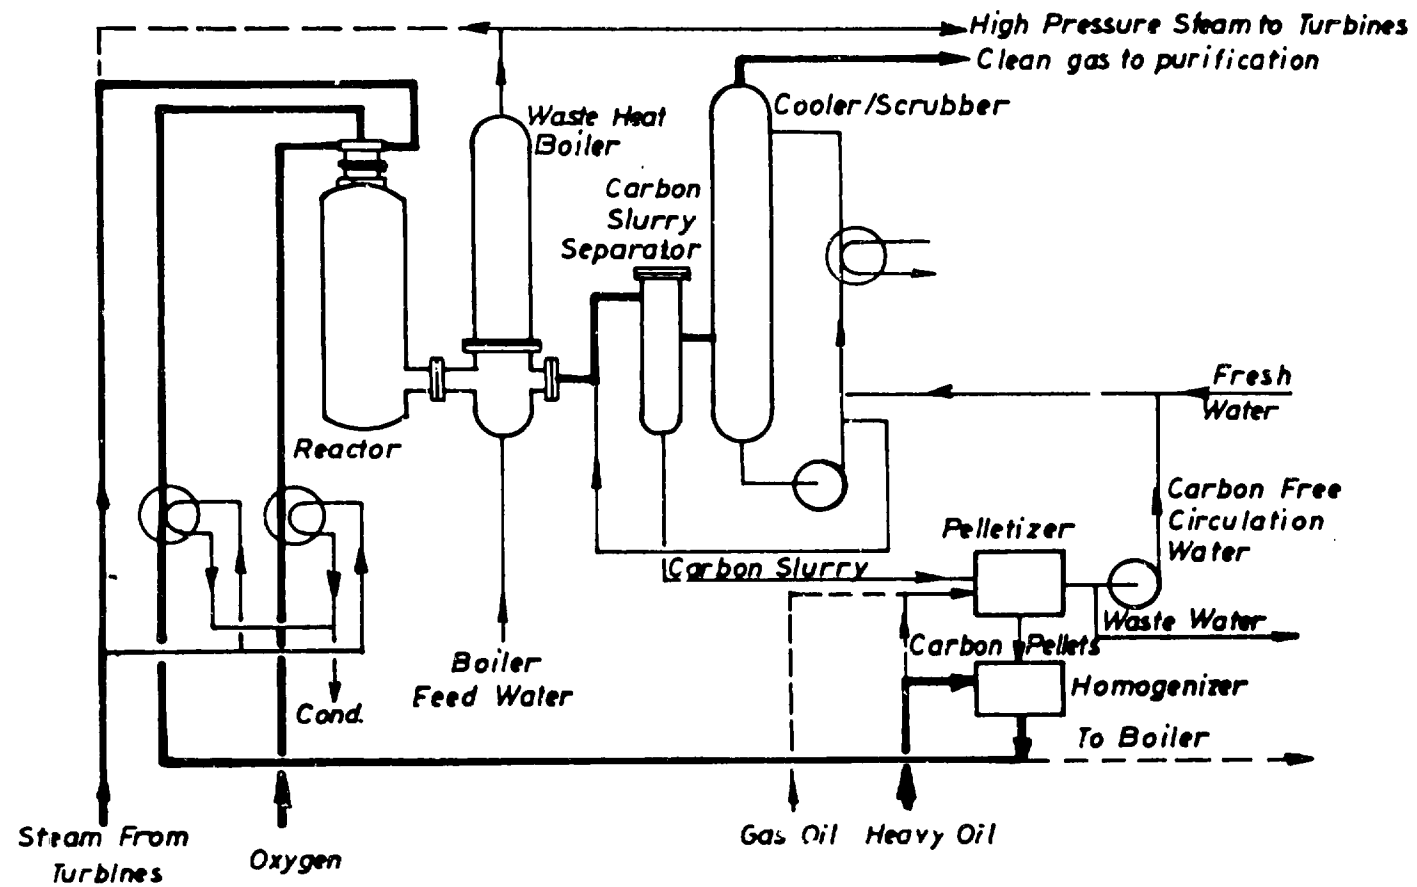 High Pressure Steam to Turbines
Clean gas to purification
Cooler/Scrubber
Waste Heat
Boiler
Carbon
Slurry
Separator
Fresh
Water
Reactor
Carbon Free
Circulation
Water
Pelletizer
Carbon Slurry
Waste Water
Carbon Pellets
Boiler
Feed Water
Homogenizer
Cond.
To Boiler
Steam From
Turbines
Oxygen
Gas Oil
Heavy Oil